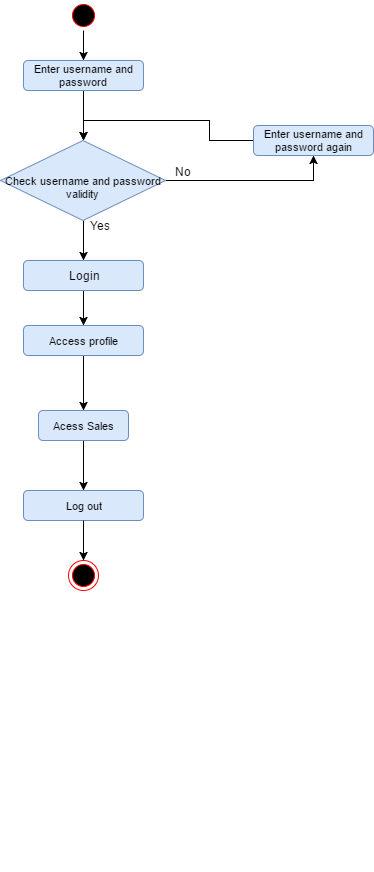 Enter username and
password
Enter username and
password again
Check username and password
validity
No
Yes
Login
Access profile
Acess Sales
Log out